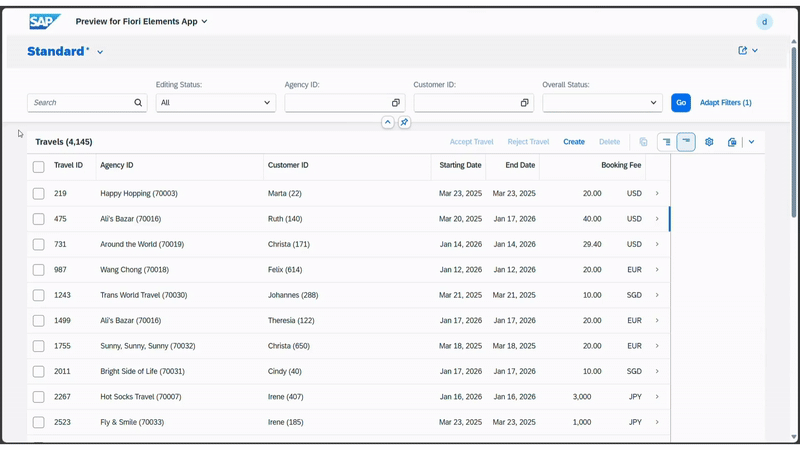 SAP Preview for Fiori Elements App d
Standard*
Editing Status: Agency ID: Customer ID: Overall Status:
Search All Go Adapt Filters (1)
Travels (4,145) Accept Travel Reject Travel Create Delete
Travel ID Agency ID Customer ID Starting Date End Date Booking Fee
219 Happy Hopping (70003) Marta (22) Mar 23, 2025 Mar 23, 2025 20.00 USD
475 Ali's Bazar (70016) Ruth (140) Mar 20, 2025 Jan 17, 2026 40.00 USD
731 Around the World (70019) Christa (171) Jan 14, 2026 Jan 14, 2026 29.40 USD
987 Wang Chong (70018) Felix (614) Jan 12, 2026 Jan 12, 2026 20.00 EUR
1243 Trans World Travel (70030) Johannes (288) Mar 21, 2025 Mar 21, 2025 10.00 SGD
1499 Ali's Bazar (70016) Theresia (122) Jan 17, 2026 Jan 17, 2026 20.00 EUR
1755 Sunny, Sunny, Sunny (70032) Christa (650) Mar 18, 2025 Mar 18, 2025 20.00 EUR
2011 Bright Side of Life (70031) Cindy (40) Jan 17, 2026 Jan 17, 2026 10.00 SGD
2267 Hot Socks Travel (70007) Irene (407) Jan 16, 2026 Jan 16, 2026 3,000 JPY
2523 Fly & Smile (70033) Irene (185) Mar 23, 2025 Mar 23, 2025 1,000 JPY